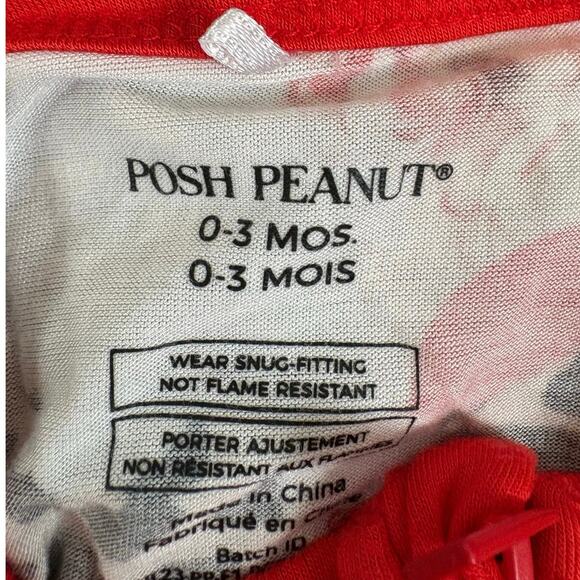 POSH PEANUT®
0-3 MOS.
0-3 MOIS
WEAR SNUG-FITTING
NOT FLAME RESISTANT
PORTER AJUSTEMENT
NON RÉSISTANT AUX FLAMMES
Made in China
Fabriqué en Chine
Batch ID